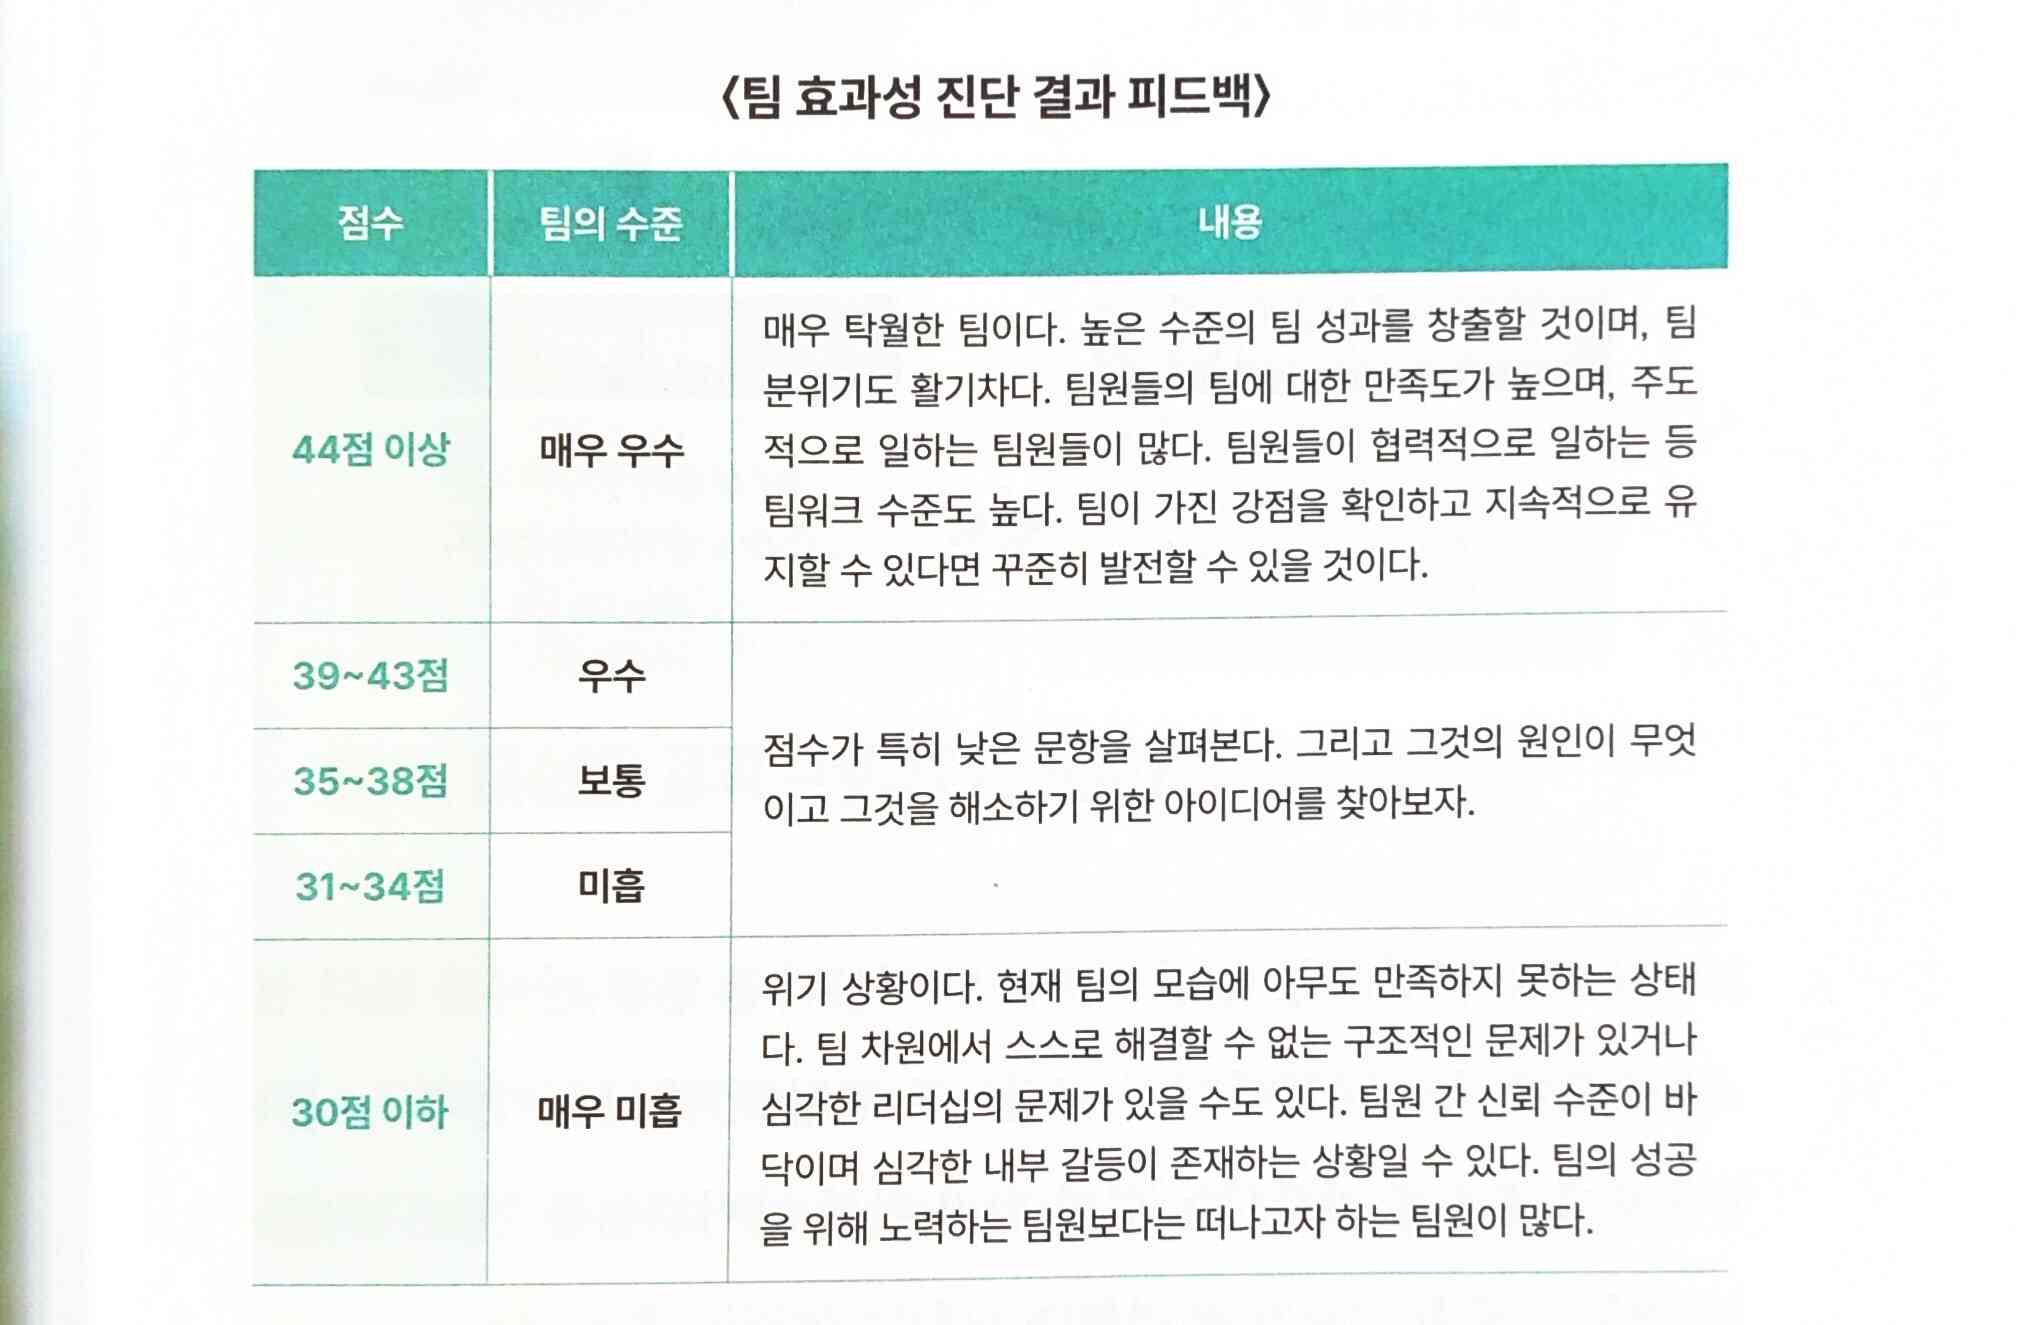 〈팀 효과성 진단 결과 피드백〉
점수 팀의 수준 내용
44점 이상 매우 우수
매우 탁월한 팀이다. 높은 수준의 팀 성과를 창출할 것이며, 팀
분위기도 활기차다. 팀원들의 팀에 대한 만족도가 높으며, 주도
적으로 일하는 팀원들이 많다. 팀원들이 협력적으로 일하는 등
팀워크 수준도 높다. 팀이 가진 강점을 확인하고 지속적으로 유
지할 수 있다면 꾸준히 발전할 수 있을 것이다.
39~43점 우수
35~38점 보통
31~34점 미흡
점수가 특히 낮은 문항을 살펴본다. 그리고 그것의 원인이 무엇
이고 그것을 해소하기 위한 아이디어를 찾아보자.
30점 이하 매우 미흡
위기 상황이다. 현재 팀의 모습에 아무도 만족하지 못하는 상태
다. 팀 차원에서 스스로 해결할 수 없는 구조적인 문제가 있거나
심각한 리더십의 문제가 있을 수도 있다. 팀원 간 신뢰 수준이 바
닥이며 심각한 내부 갈등이 존재하는 상황일 수 있다. 팀의 성공
을 위해 노력하는 팀원보다는 떠나고자 하는 팀원이 많다.